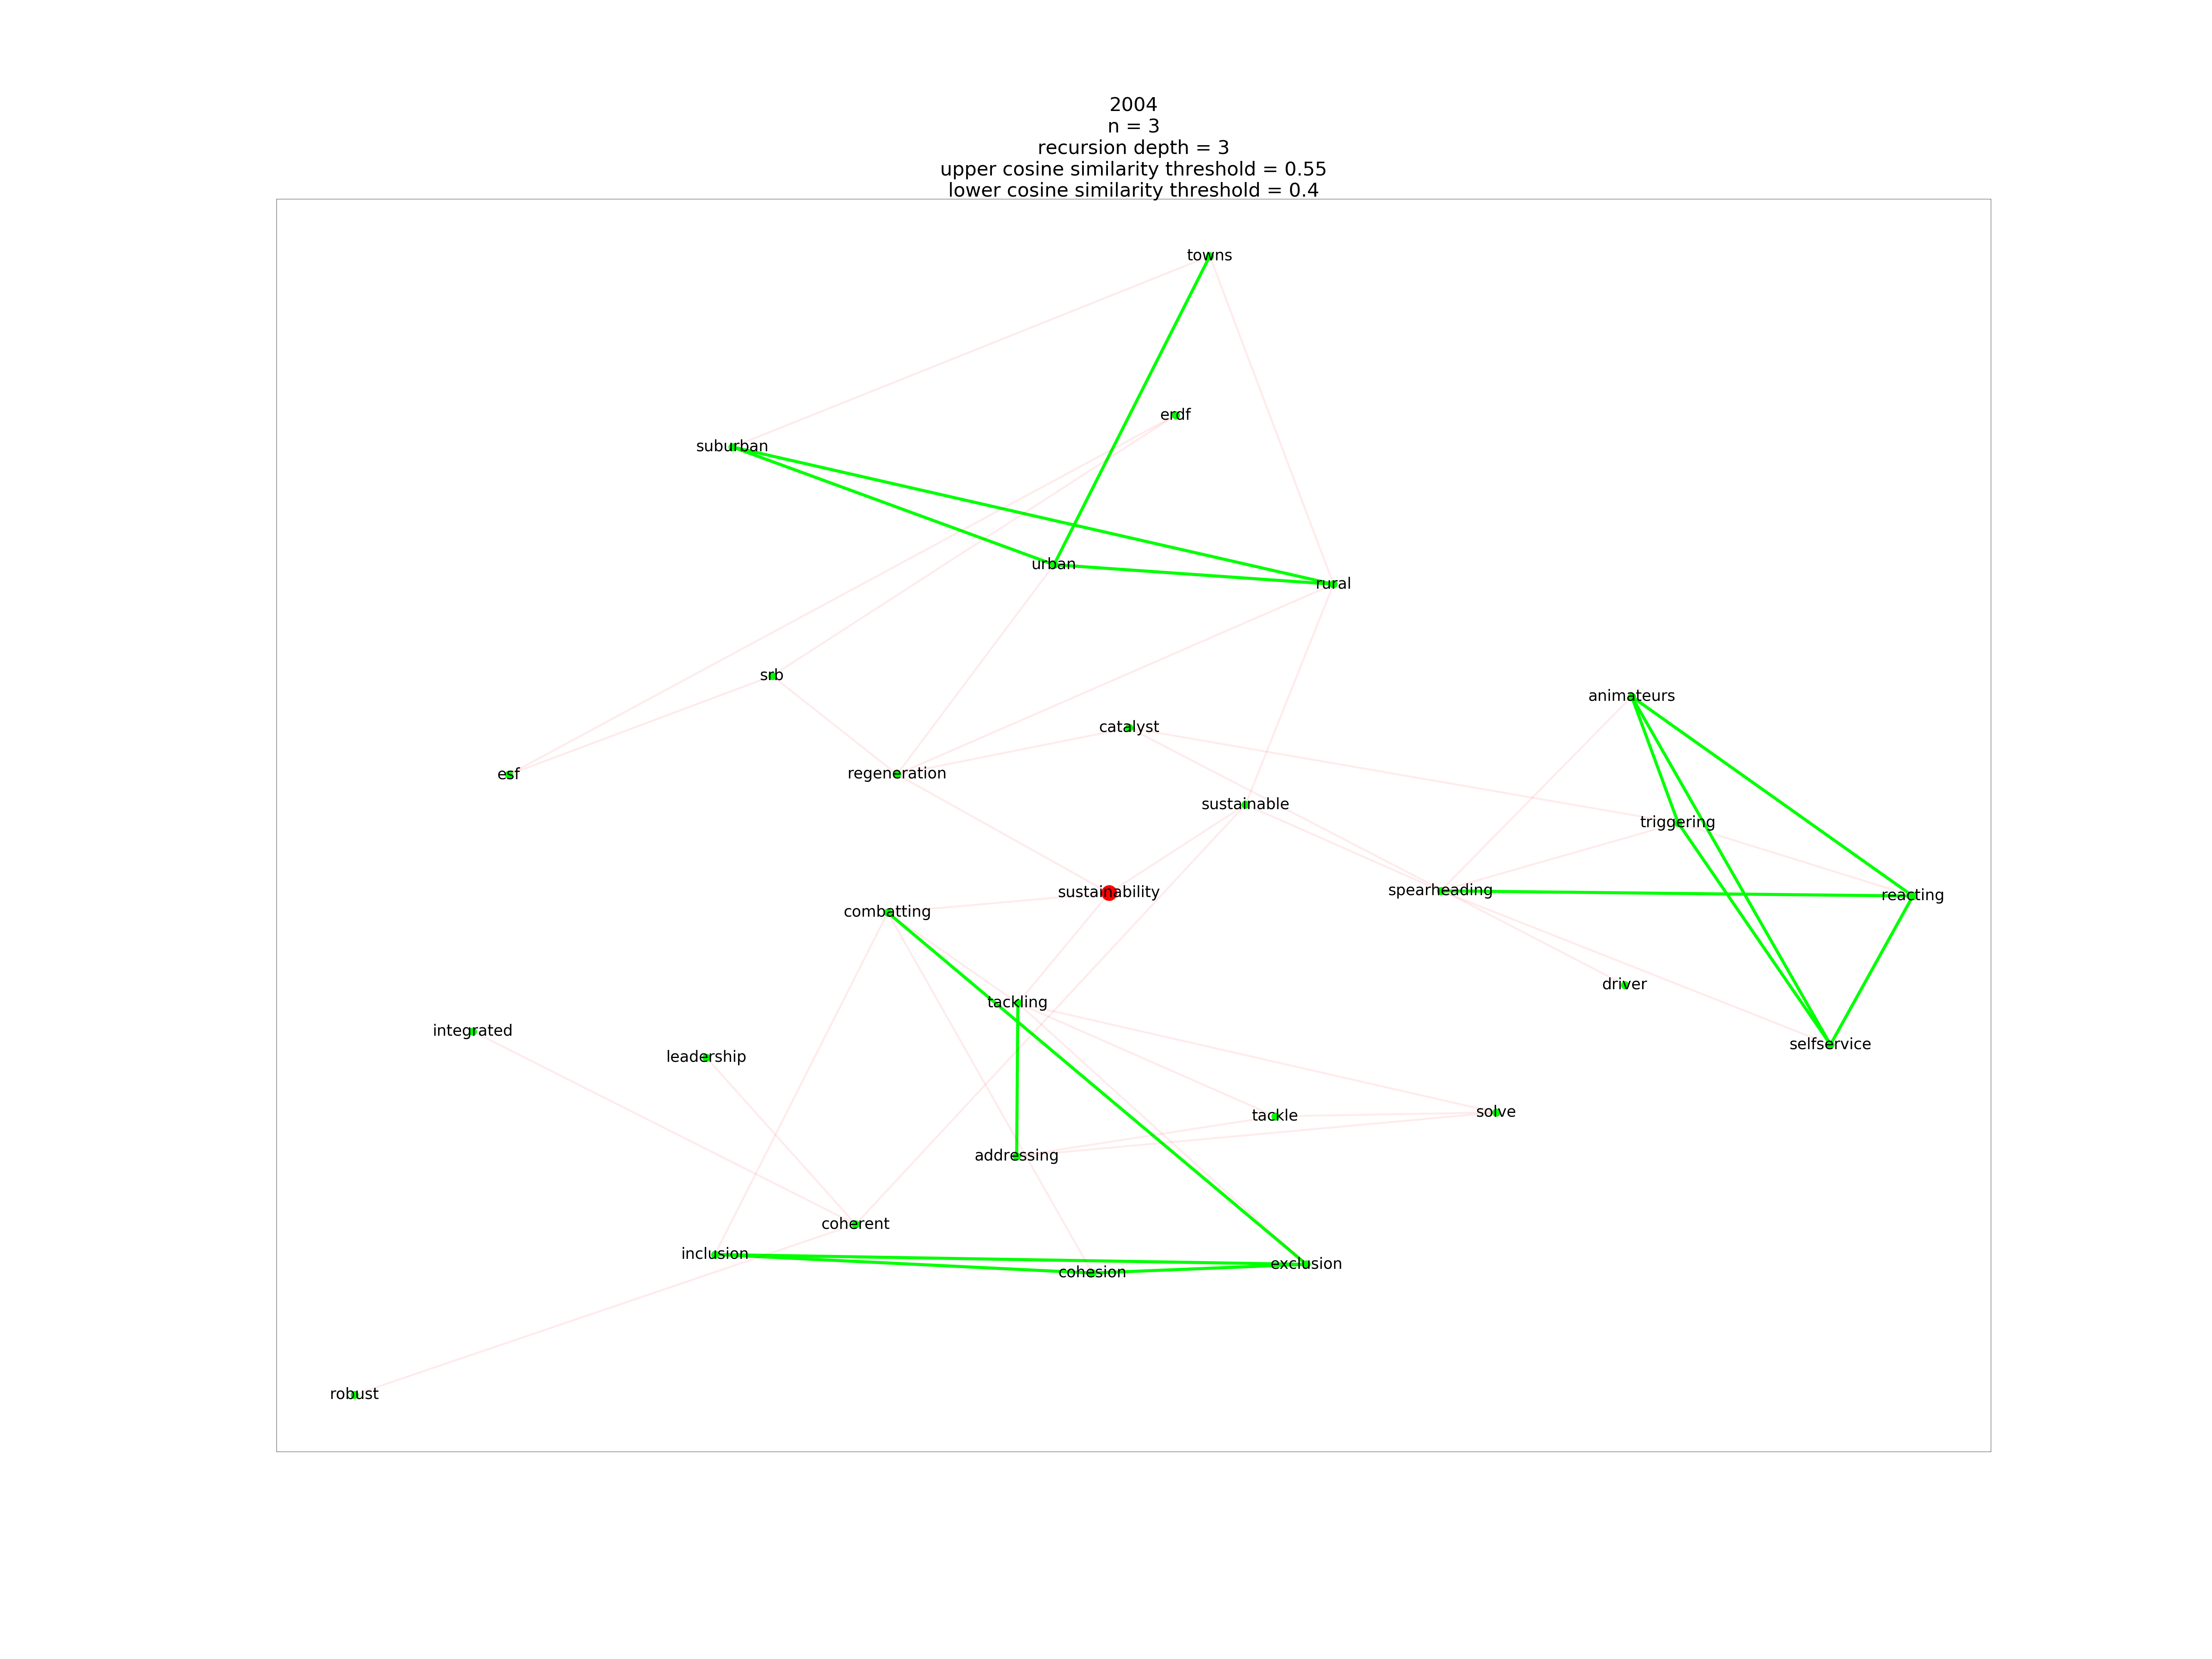 2004
n = 3
recursion depth = 3
upper cosine similarity threshold = 0.55
lower cosine similarity threshold = 0.4
towns
erdf
suburban
urban
rural
srb
animateurs
catalyst
esf
regeneration
sustainable
triggering
spearheading
sustainability
reacting
combatting
driver
tackling
integrated
selfservice
leadership
tackle
solve
addressing
coherent
inclusion
exclusion
cohesion
robust